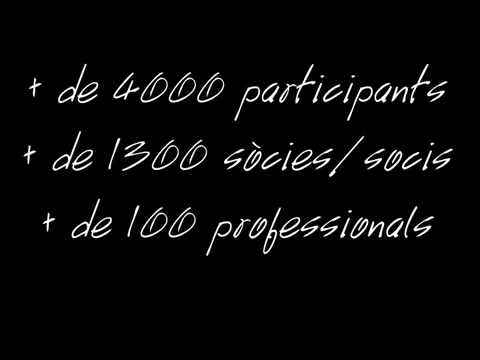 + de 4000 participants
+ de 1300 sòcies/socis
+ de 100 professionals